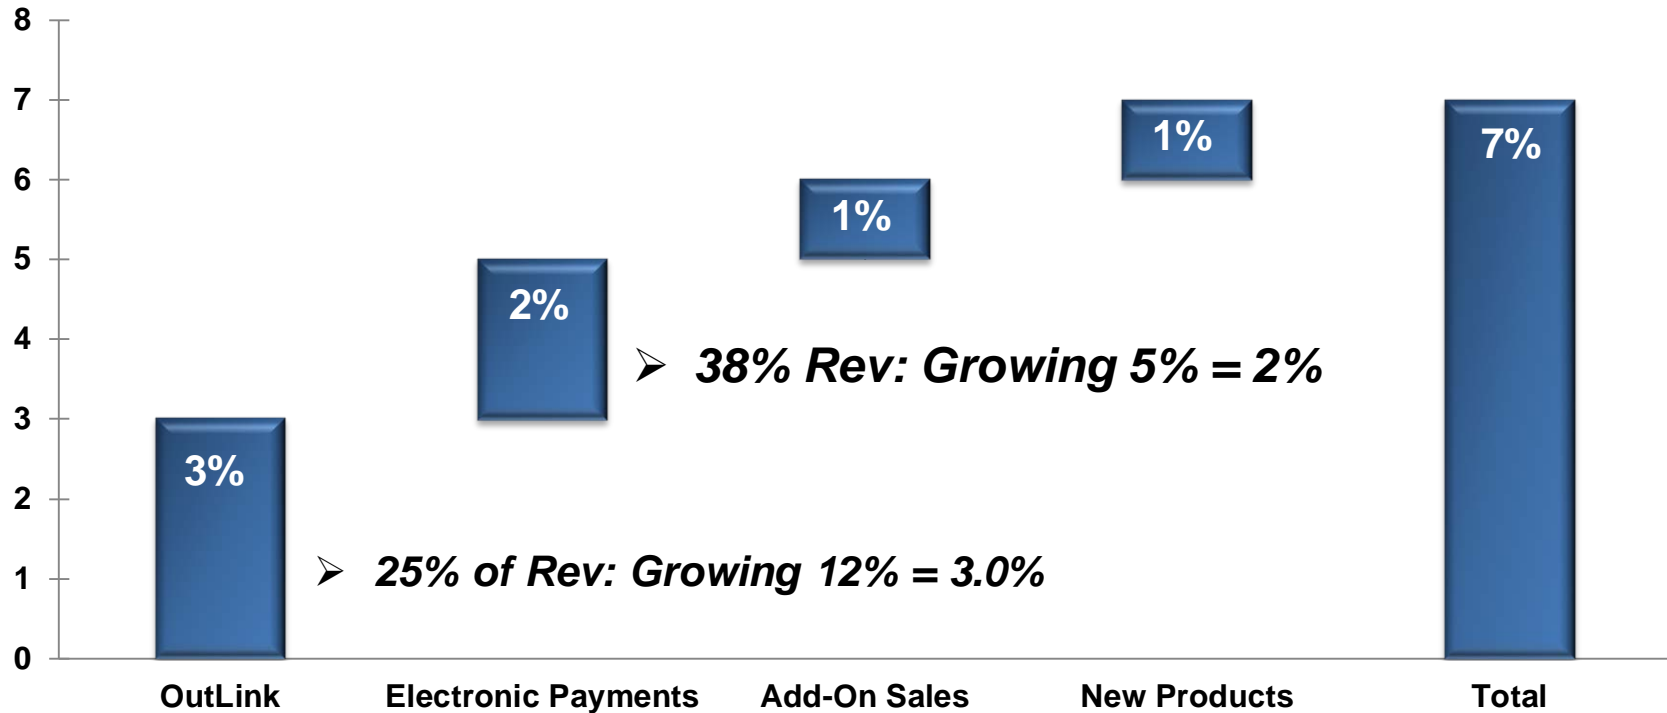 8
7
6
5
4
3
2
1
0
3%
2%
1%
1%
7%
➢ 38% Rev: Growing 5% = 2%
➢ 25% of Rev: Growing 12% = 3.0%
OutLink
Electronic Payments
Add-On Sales
New Products
Total